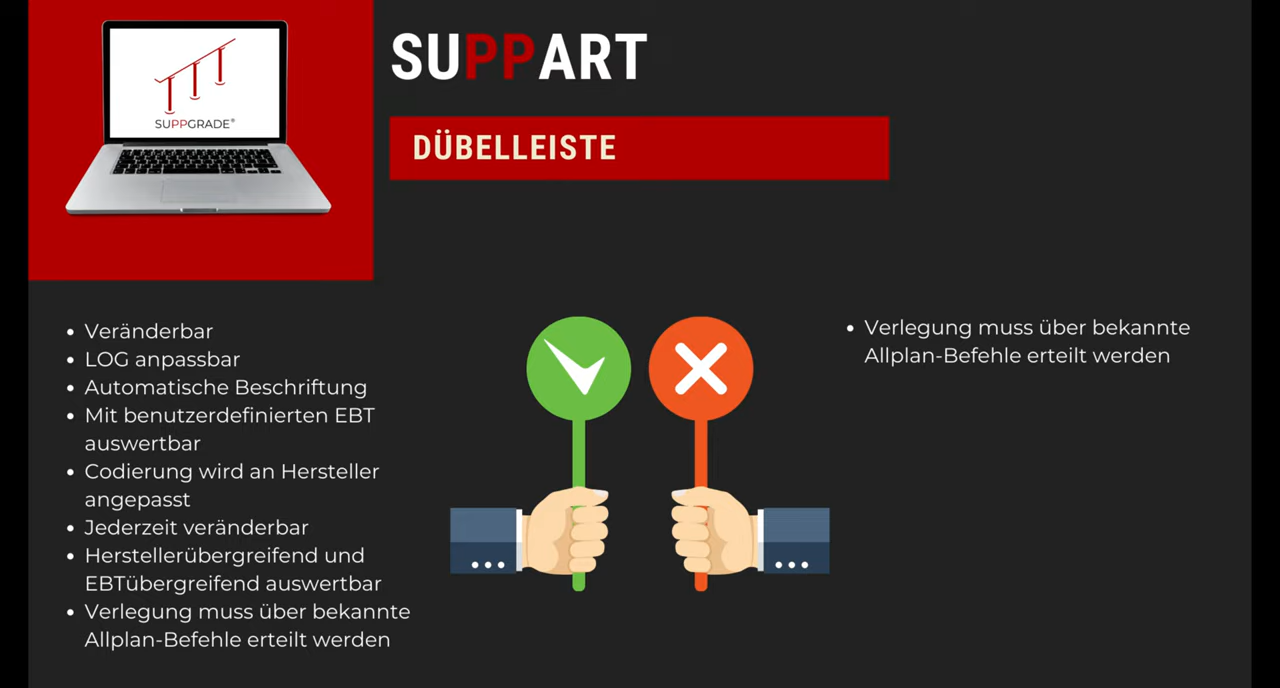 SUPPGRADE®
SUPPART
DÜBELLEISTE
• Veränderbar
• LOG anpassbar
• Automatische Beschriftung
• Mit benutzerdefinierten EBT
auswertbar
• Codierung wird an Hersteller
angepasst
• Jederzeit veränderbar
• Herstellerübergreifend und
EBTübergreifend auswertbar
• Verlegung muss über bekannte
Allplan-Befehle erteilt werden
• Verlegung muss über bekannte
Allplan-Befehle erteilt werden